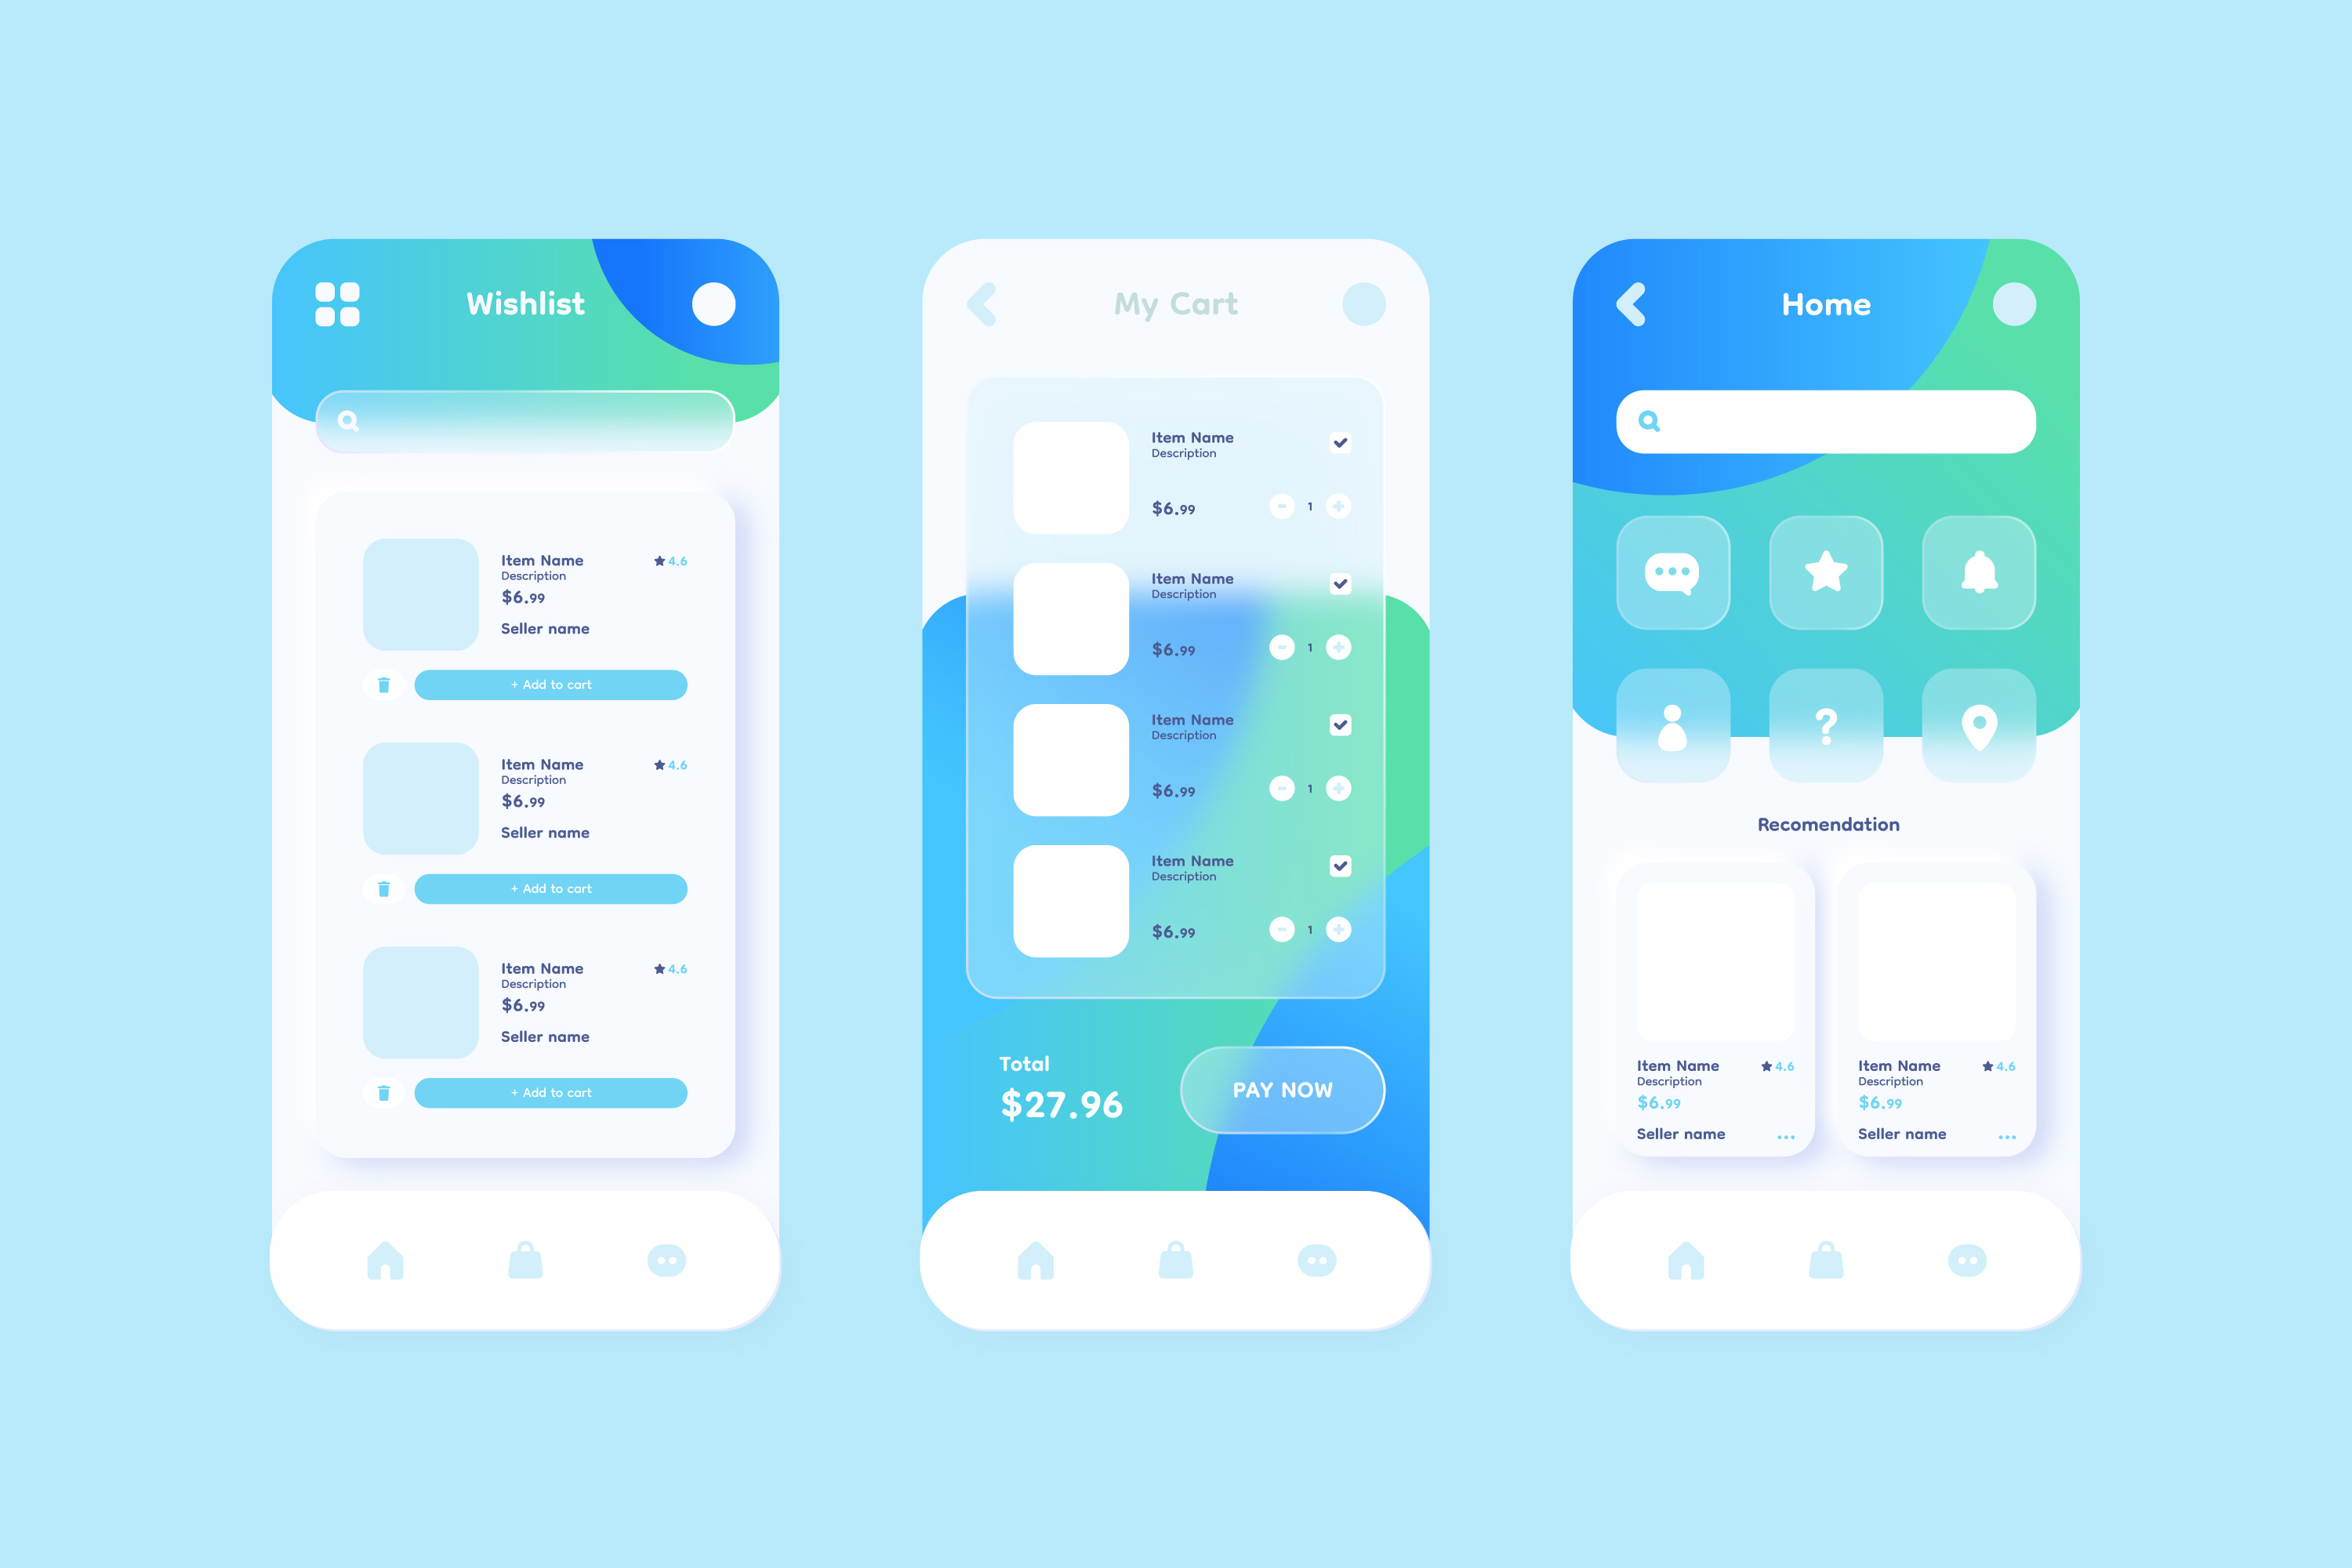 Wishlist
Item Name
4.6
Description
$6.99
Seller name
+ Add to cart
Item Name
4.6
Description
$6.99
Seller name
+ Add to cart
Item Name
4.6
Description
$6.99
Seller name
+ Add to cart
My Cart
Item Name
Description
$6.99
1
Item Name
Description
$6.99
1
Item Name
Description
$6.99
1
Item Name
Description
$6.99
1
Total
$27.96
PAY NOW
Home
?
Recomendation
Item Name
4.6
Description
$6.99
Seller name
...
Item Name
4.6
Description
$6.99
Seller name
...